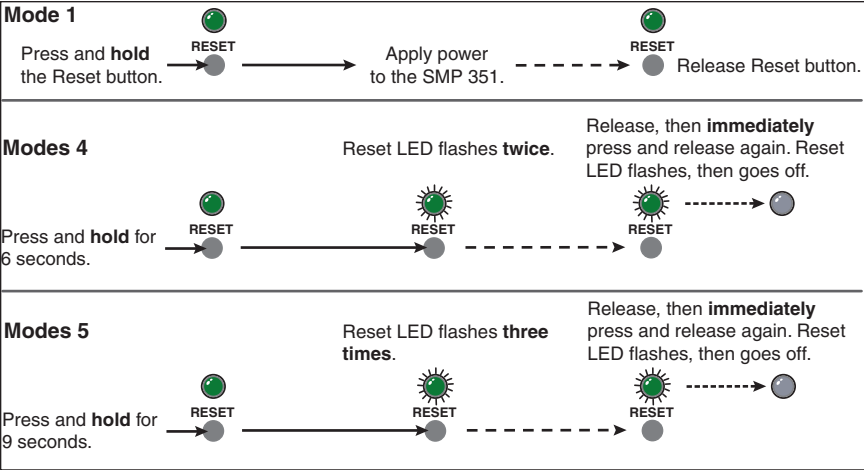 Mode 1
Press and hold
the Reset button.
RESET
Apply power
to the SMP 351.
RESET
Release Reset button.
Modes 4
Press and hold for
6 seconds.
RESET
Reset LED flashes twice.
RESET
Release, then immediately
press and release again. Reset
LED flashes, then goes off.
RESET
Modes 5
Press and hold for
9 seconds.
RESET
Reset LED flashes three
times.
RESET
Release, then immediately
press and release again. Reset
LED flashes, then goes off.
RESET